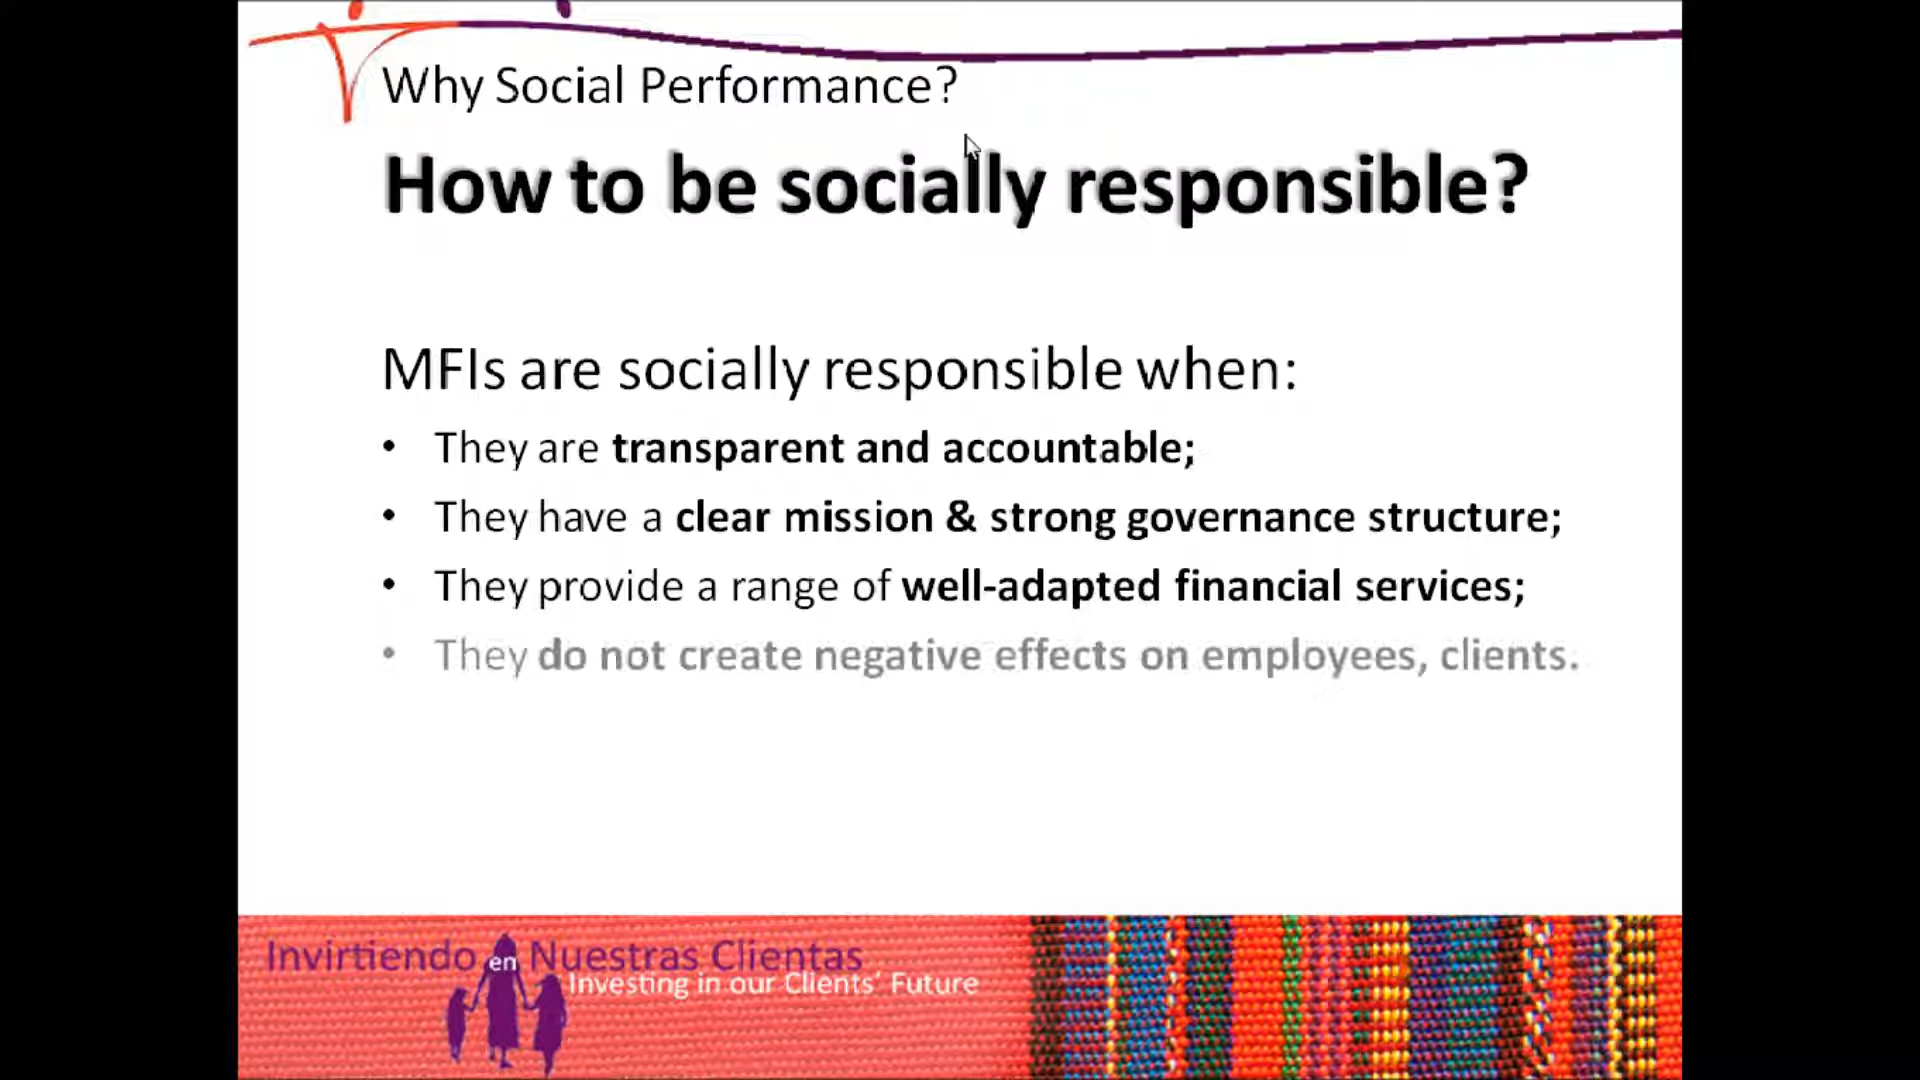 Why Social Performance?
How to be socially responsible?
MFIs are socially responsible when:
• They are transparent and accountable;
• They have a clear mission & strong governance structure;
• They provide a range of well-adapted financial services;
• They do not create negative effects on employees, clients.
Invirtiendo en Nuestras Clientas
Investing in our Clients' Future